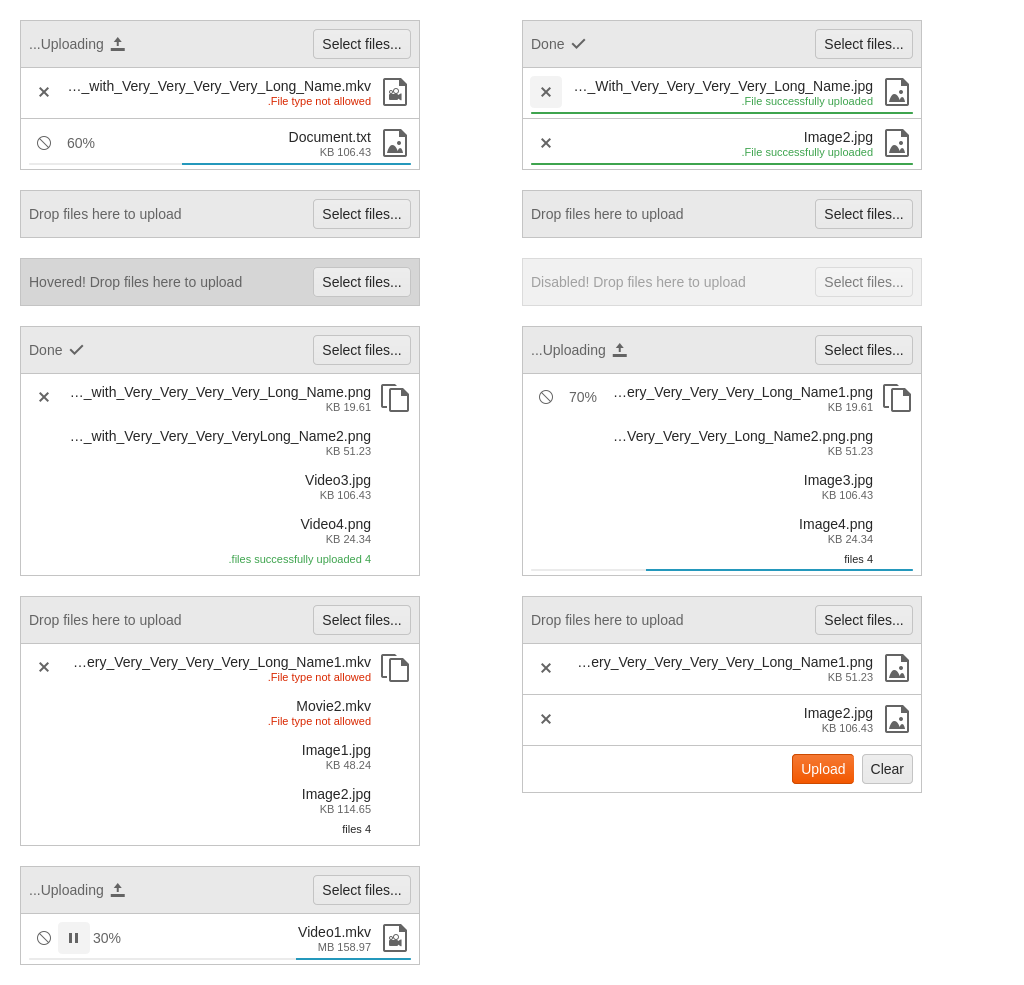 ...Uploading
Select files...
..._with_Very_Very_Very_Very_Long_Name.mkv
.File type not allowed
60%
Document.txt
KB 106.43
Drop files here to upload
Select files...
Hovered! Drop files here to upload
Select files...
Done
Select files...
..._with_Very_Very_Very_Very_Long_Name.png
KB 19.61
..._with_Very_Very_Very_VeryLong_Name2.png
KB 51.23
Video3.jpg
KB 106.43
Video4.png
KB 24.34
.files successfully uploaded 4
Drop files here to upload
Select files...
...ery_Very_Very_Very_Very_Long_Name1.mkv
.File type not allowed
Movie2.mkv
.File type not allowed
Image1.jpg
KB 48.24
Image2.jpg
KB 114.65
files 4
...Uploading
Select files...
30%
Video1.mkv
MB 158.97
Done
Select files...
..._With_Very_Very_Very_Very_Long_Name.jpg
.File successfully uploaded
Image2.jpg
.File successfully uploaded
Drop files here to upload
Select files...
Disabled! Drop files here to upload
Select files...
...Uploading
Select files...
70%
...ery_Very_Very_Very_Long_Name1.png
KB 19.61
...Very_Very_Very_Long_Name2.png.png
KB 51.23
Image3.jpg
KB 106.43
Image4.png
KB 24.34
files 4
Drop files here to upload
Select files...
...ery_Very_Very_Very_Very_Long_Name1.png
KB 51.23
Image2.jpg
KB 106.43
Upload
Clear